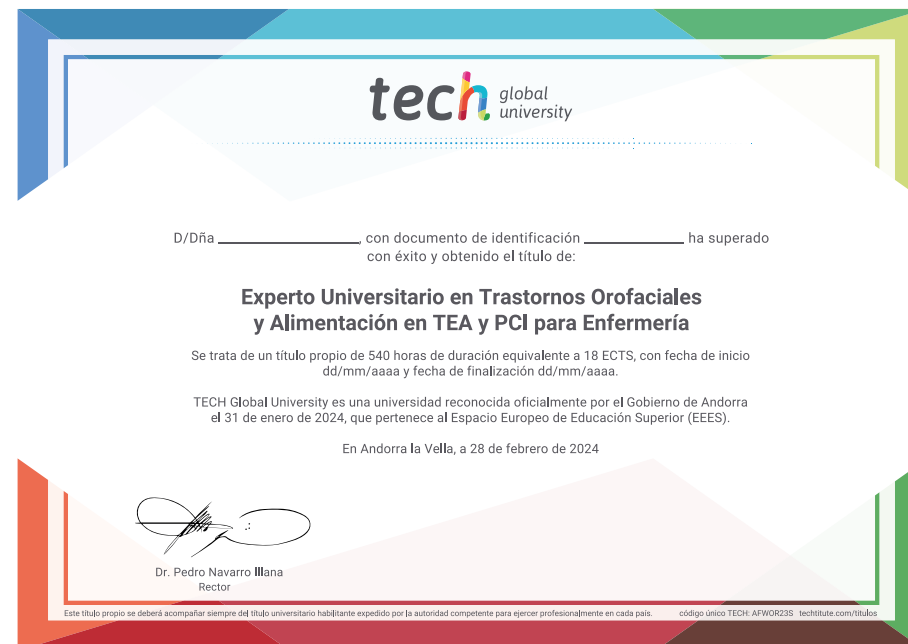 tech global
university
D/Dña ______________, con documento de identificación __________ ha superado
con éxito y obtenido el título de:
Experto Universitario en Trastornos Orofaciales
y Alimentación en TEA y PCI para Enfermería
Se trata de un título propio de 540 horas de duración equivalente a 18 ECTS, con fecha de inicio
dd/mm/aaaa y fecha de finalización dd/mm/aaaa.
TECH Global University es una universidad reconocida oficialmente por el Gobierno de Andorra
el 31 de enero de 2024, que pertenece al Espacio Europeo de Educación Superior (EEES).
En Andorra la Vella, a 28 de febrero de 2024
Dr. Pedro Navarro Illana
Rector
Este título propio se deberá acompañar siempre del título universitario habilitante expedido por la autoridad competente para ejercer profesionalmente en cada país. código único TECH: AFWOR23S techtitute.com/titulos